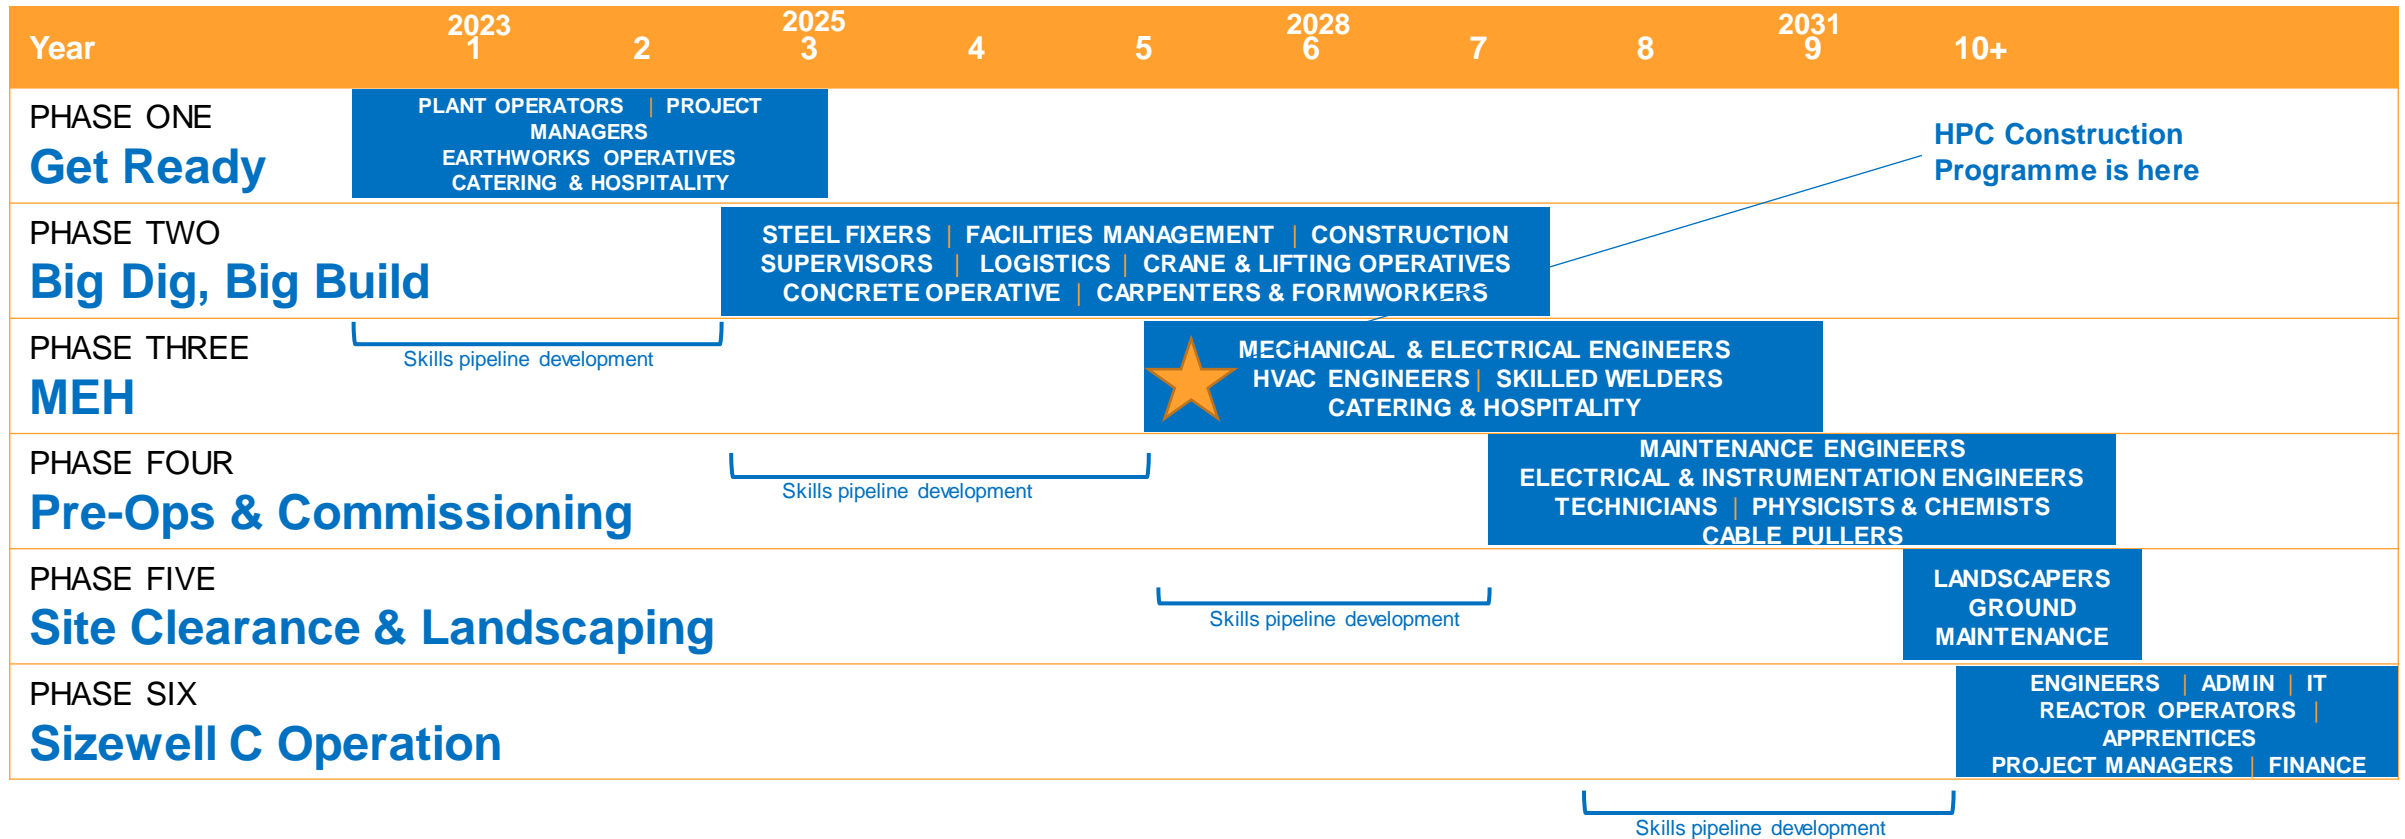 Year 2023 2025 2028 2031
1 2 3 4 5 6 7 8 9 10+
PHASE ONE
Get Ready
PLANT OPERATORS | PROJECT
MANAGERS
EARTHWORKS OPERATIVES
CATERING & HOSPITALITY
HPC Construction
Programme is here
PHASE TWO
Big Dig, Big Build
STEEL FIXERS | FACILITIES MANAGEMENT | CONSTRUCTION
SUPERVISORS | LOGISTICS | CRANE & LIFTING OPERATIVES
CONCRETE OPERATIVE | CARPENTERS & FORMWORKERS
PHASE THREE
MEH
Skills pipeline development
MECHANICAL & ELECTRICAL ENGINEERS
HVAC ENGINEERS | SKILLED WELDERS
CATERING & HOSPITALITY
PHASE FOUR
Pre-Ops & Commissioning
Skills pipeline development
MAINTENANCE ENGINEERS
ELECTRICAL & INSTRUMENTATION ENGINEERS
TECHNICIANS | PHYSICISTS & CHEMISTS
CABLE PULLERS
PHASE FIVE
Site Clearance & Landscaping
Skills pipeline development
LANDSCAPERS
GROUND
MAINTENANCE
PHASE SIX
Sizewell C Operation
ENGINEERS | ADMIN | IT
REACTOR OPERATORS |
APPRENTICES
PROJECT MANAGERS | FINANCE
Skills pipeline development